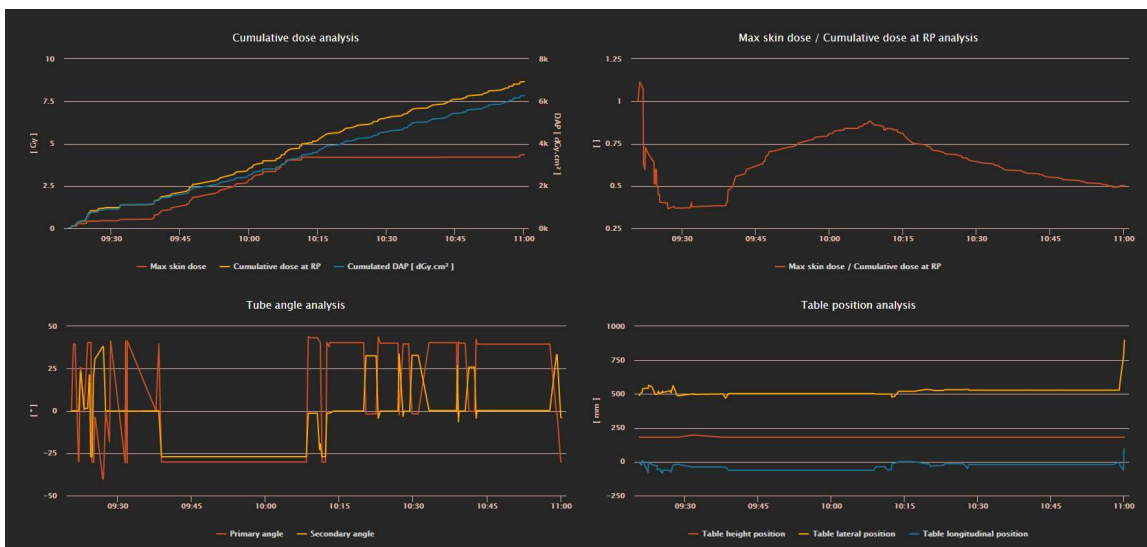 Cumulative dose analysis
10
7.5
5
2.5
0
[ Gy ]
8k
6k
4k
2k
0k
DAP [ dGy.cm² ]
09:30 09:45 10:00 10:15 10:30 10:45 11:00
Max skin dose Cumulative dose at RP Cumulated DAP [ dGy.cm² ]
Max skin dose / Cumulative dose at RP analysis
1.25
1
0.75
0.5
0.25
[ ]
09:30 09:45 10:00 10:15 10:30 10:45 11:00
Max skin dose / Cumulative dose at RP
Tube angle analysis
50
25
0
−25
−50
[ ° ]
09:30 09:45 10:00 10:15 10:30 10:45 11:00
Primary angle Secondary angle
Table position analysis
1000
750
500
250
0
−250
[ mm ]
09:30 09:45 10:00 10:15 10:30 10:45 11:00
Table height position Table lateral position Table longitudinal position